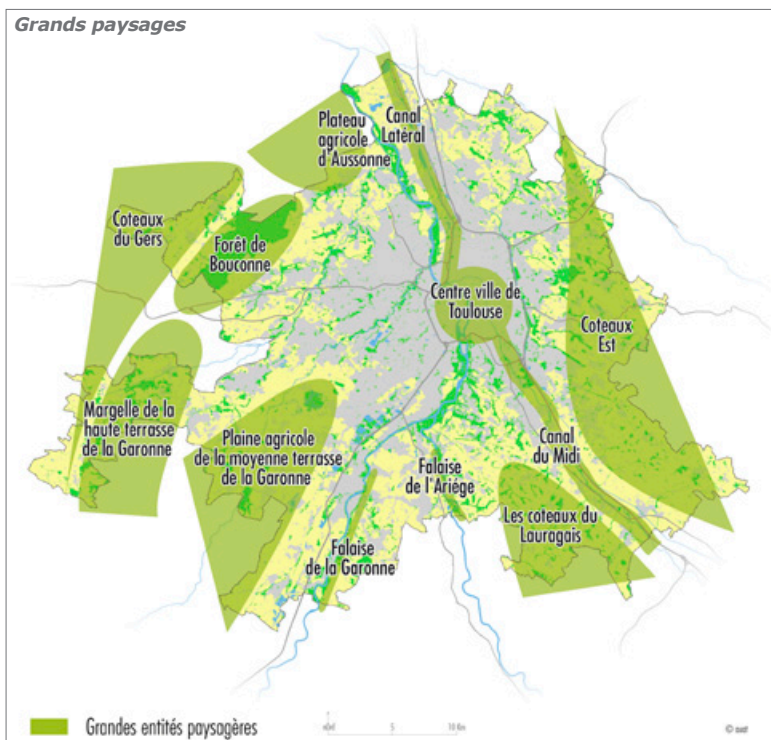 Grands paysages
Plateau
agricole
d'Aussonne
Canal
Latéral
Coteaux
du Gers
Forêt de
Bouconne
Centre ville de
Toulouse
Coteaux
Est
Margelle de la
haute terrasse
de la Garonne
Plaine agricole
de la moyenne terrasse
de la Garonne
Canal
du Midi
Falaise
de l'Ariége
Les coteaux du
Lauragais
Falaise
de la Garonne
Grandes entités paysagères
5
10 Km